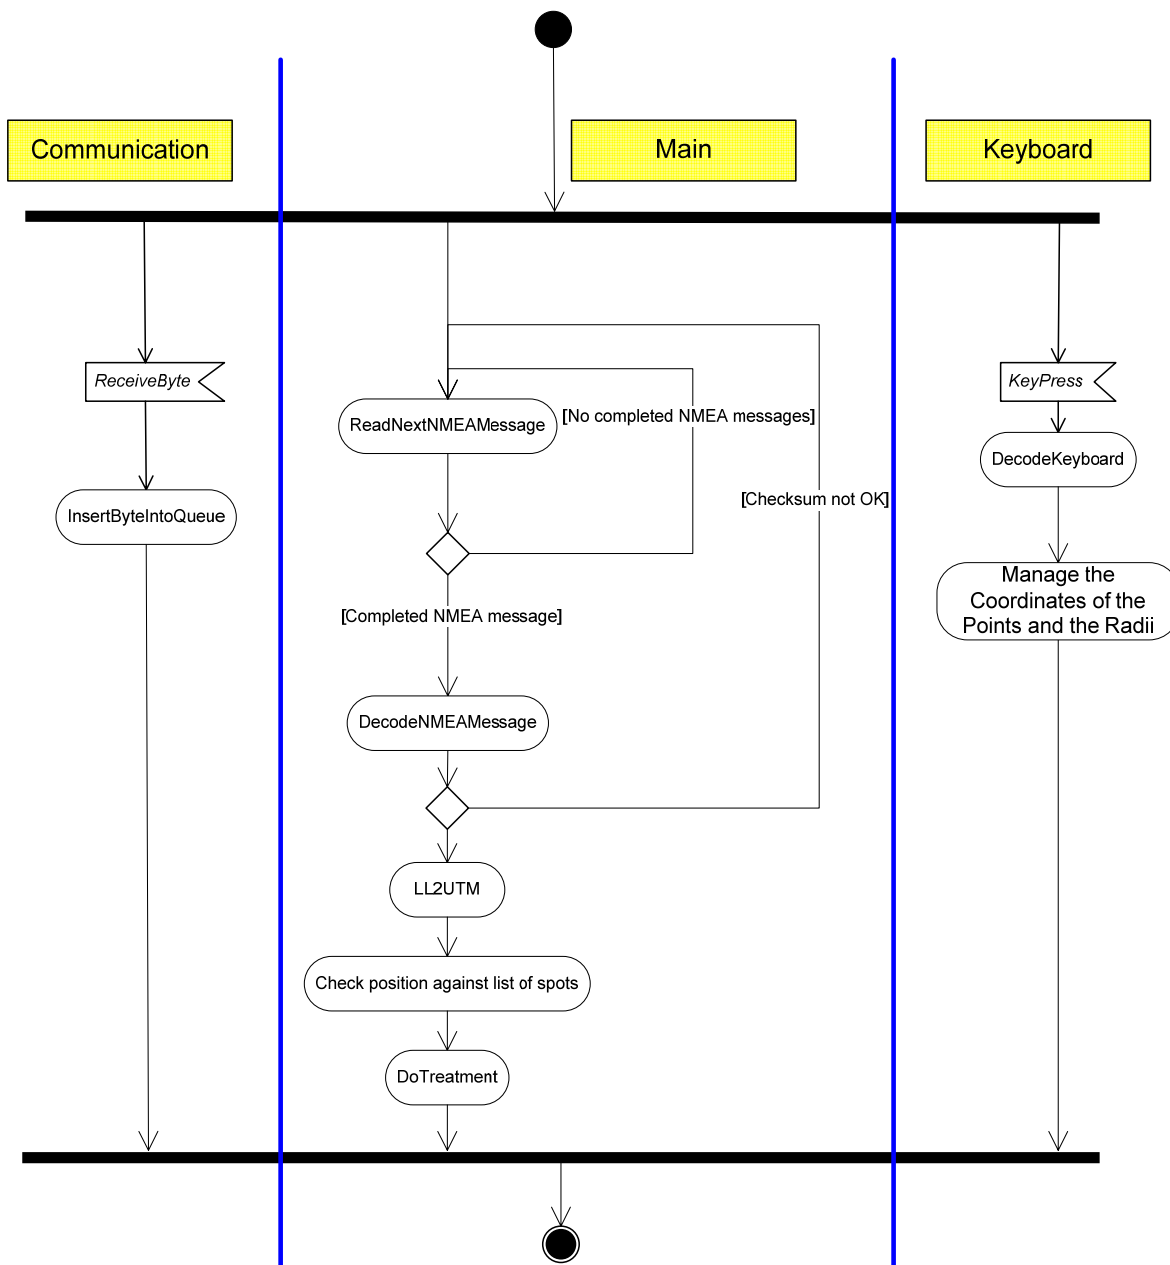 Communication
Main
Keyboard
ReceiveByte
KeyPress
ReadNextNMEAMessage
[No completed NMEA messages]
DecodeKeyboard
[Checksum not OK]
InsertByteIntoQueue
Manage the
Coordinates of the
Points and the Radii
[Completed NMEA message]
DecodeNMEAMessage
LL2UTM
Check position against list of spots
DoTreatment